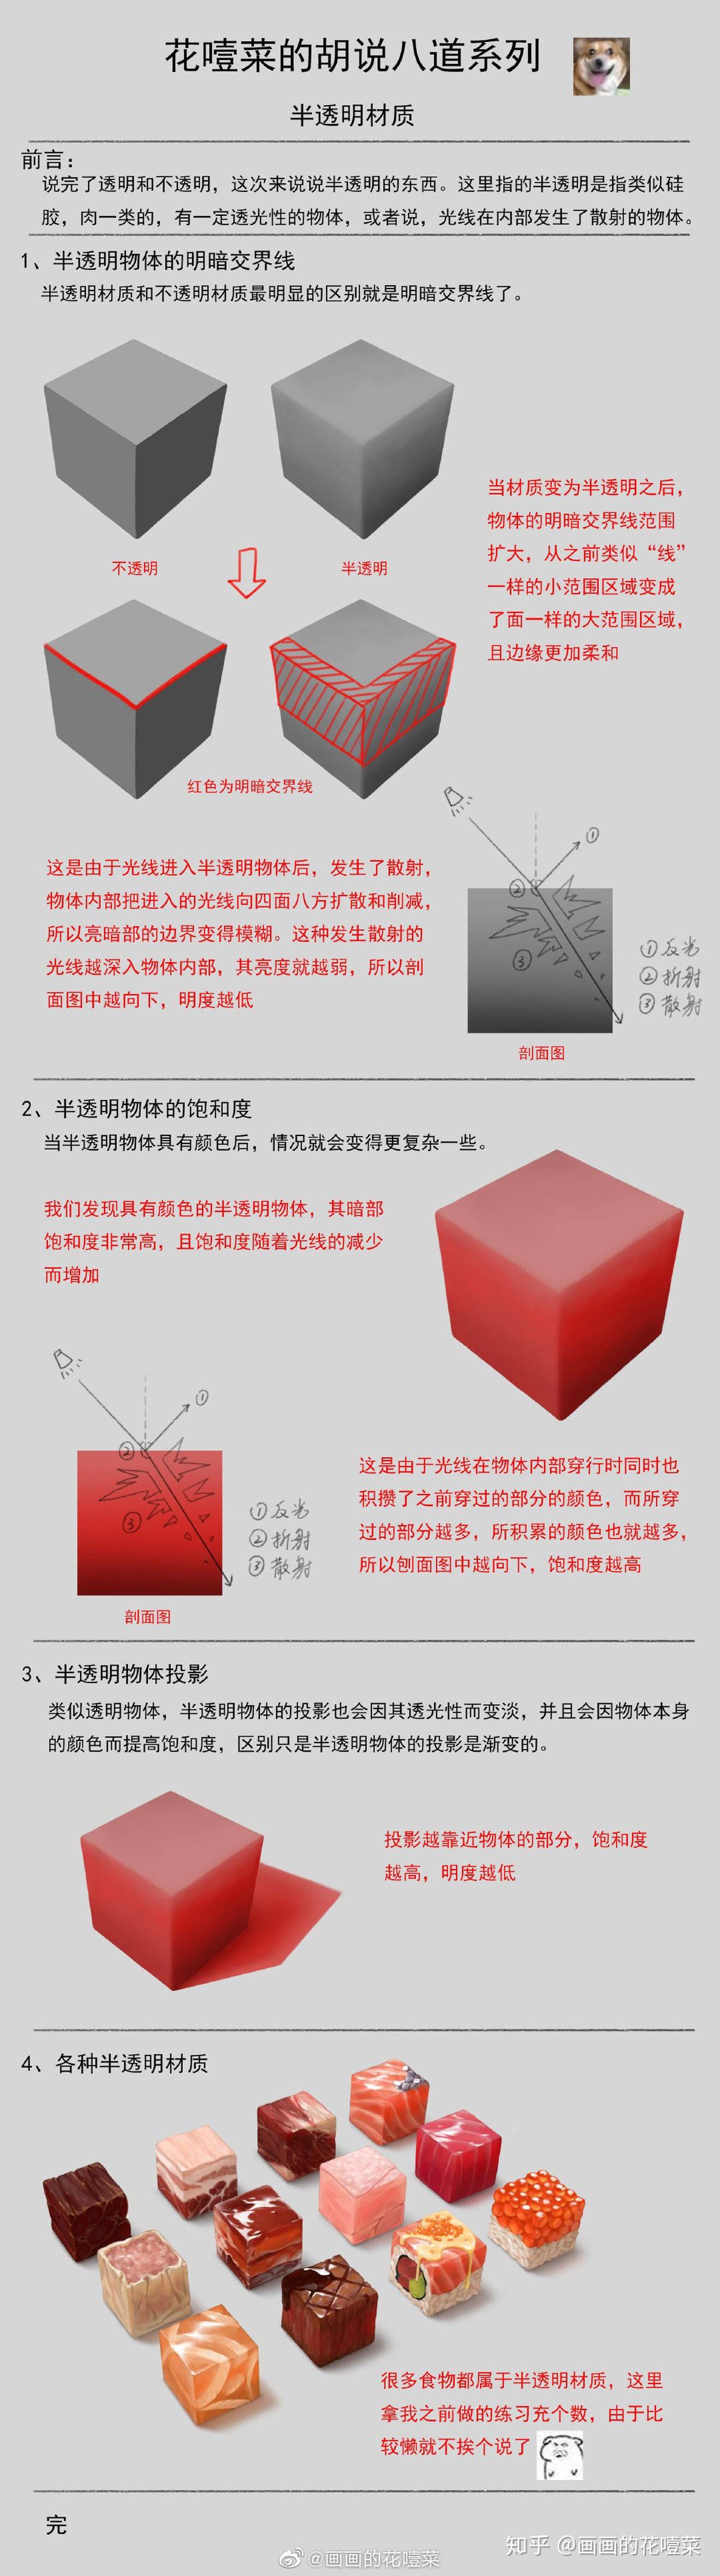 花噎菜的胡说八道系列
半透明材质
前言：
说完了透明和不透明，这次来说说半透明的东西。这里指的半透明是指类似硅
胶，肉一类的，有一定透光性的物体，或者说，光线在内部发生了散射的物体。
1、半透明物体的明暗交界线
半透明材质和不透明材质最明显的区别就是明暗交界线了。
当材质变为半透明之后，
物体的明暗交界线范围
扩大，从之前类似“线”
一样的小范围区域变成
了面一样的大范围区域，
且边缘更加柔和
不透明
半透明
红色为明暗交界线
这是由于光线进入半透明物体后，发生了散射，
物体内部把进入的光线向四面八方扩散和削减，
所以亮暗部的边界变得模糊。这种发生散射的
光线越深入物体内部，其亮度就越弱，所以剖
面图中越向下，明度越低
①
②
③
①反光
②折射
③散射
剖面图
2、半透明物体的饱和度
当半透明物体具有颜色后，情况就会变得更复杂一些。
我们发现具有颜色的半透明物体，其暗部
饱和度非常高，且饱和度随着光线的减少
而增加
①
②
③
①反光
②折射
③散射
剖面图
这是由于光线在物体内部穿行时同时也
积攒了之前穿过的部分的颜色，而所穿
过的部分越多，所积累的颜色也就越多，
所以刨面图中越向下，饱和度越高
3、半透明物体投影
类似透明物体，半透明物体的投影也会因其透光性而变淡，并且会因物体本身
的颜色而提高饱和度，区别只是半透明物体的投影是渐变的。
投影越靠近物体的部分，饱和度
越高，明度越低
4、各种半透明材质
很多食物都属于半透明材质，这里
拿我之前做的练习充个数，由于比
较懒就不挨个说了
完
@画画的花噎菜
知乎 @画画的花噎菜